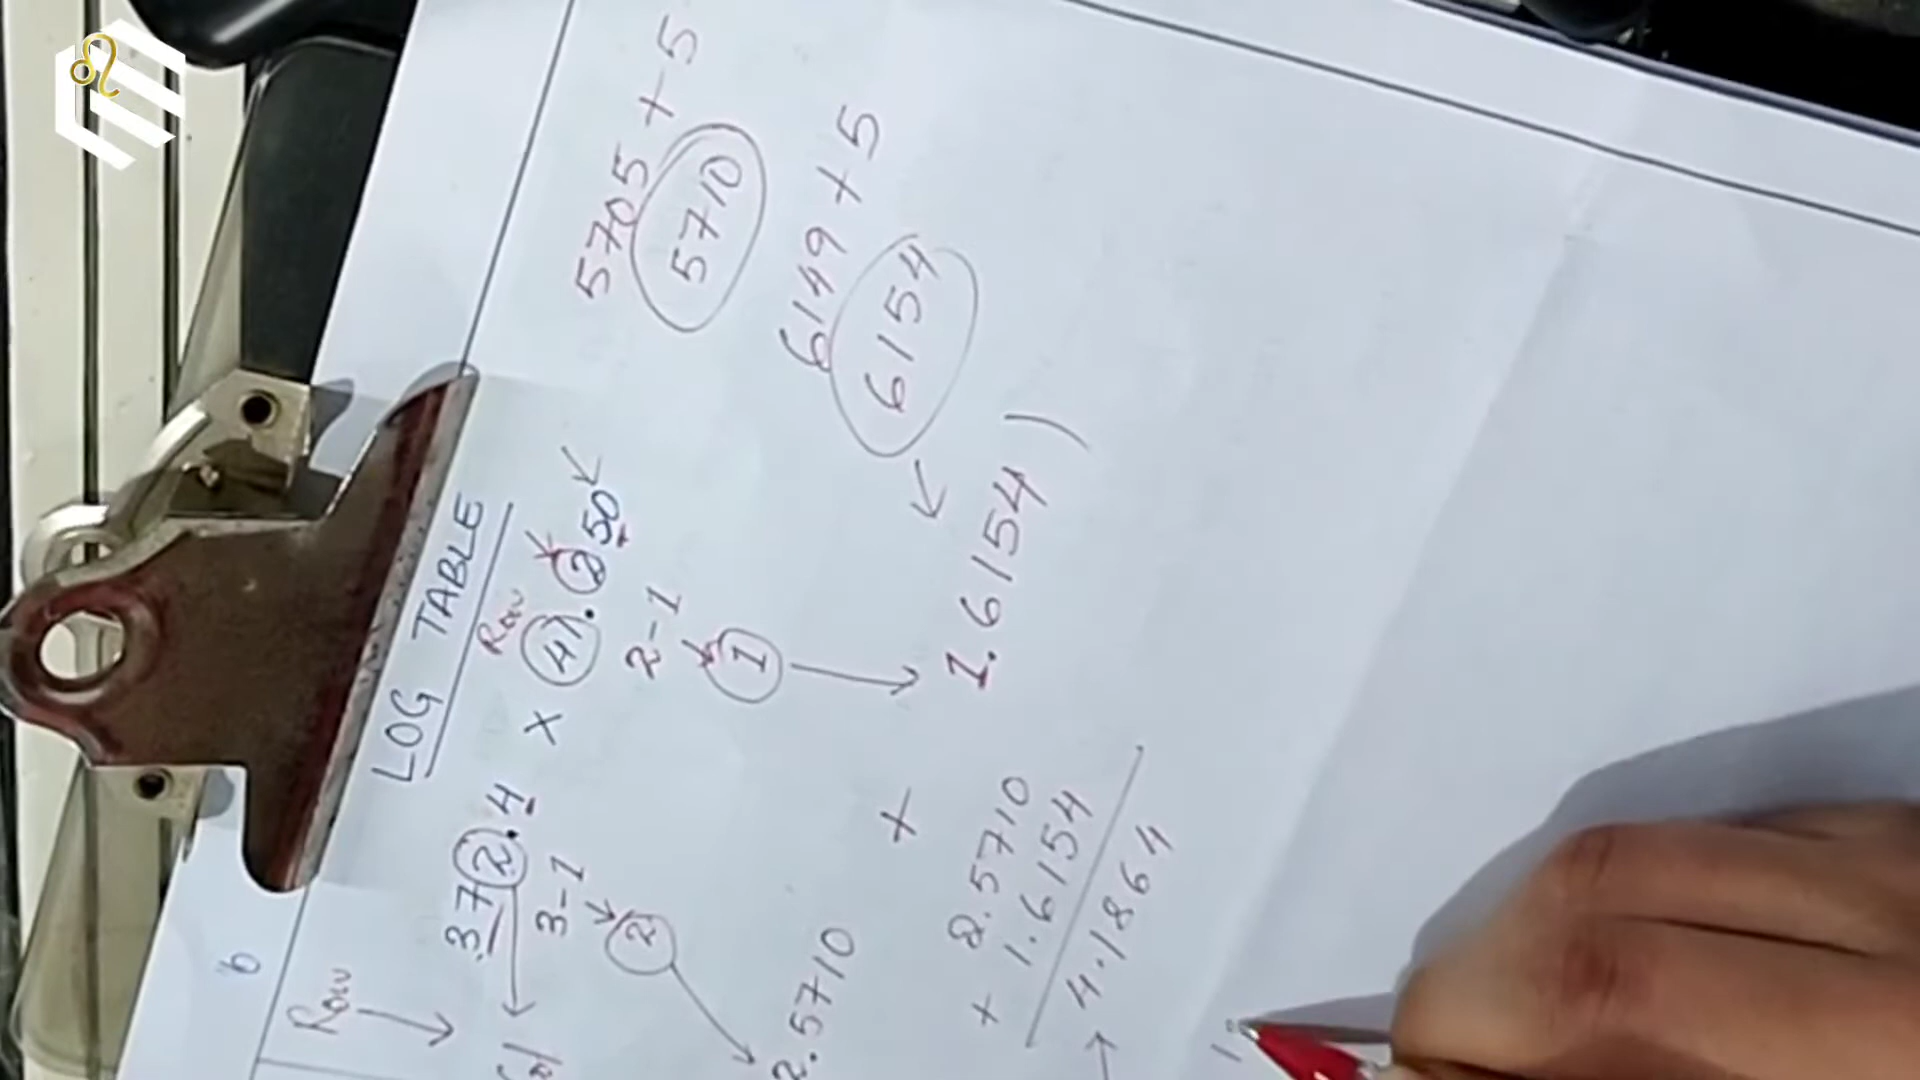 LOG TABLE
b
Row
Row
372.4 × 41.250
3-1
2-1
2
1
5705 + 5
5710
6149 + 5
6154
2.5710 + 1.6154)
2.5710
+ 1.6154
→ 4.1864